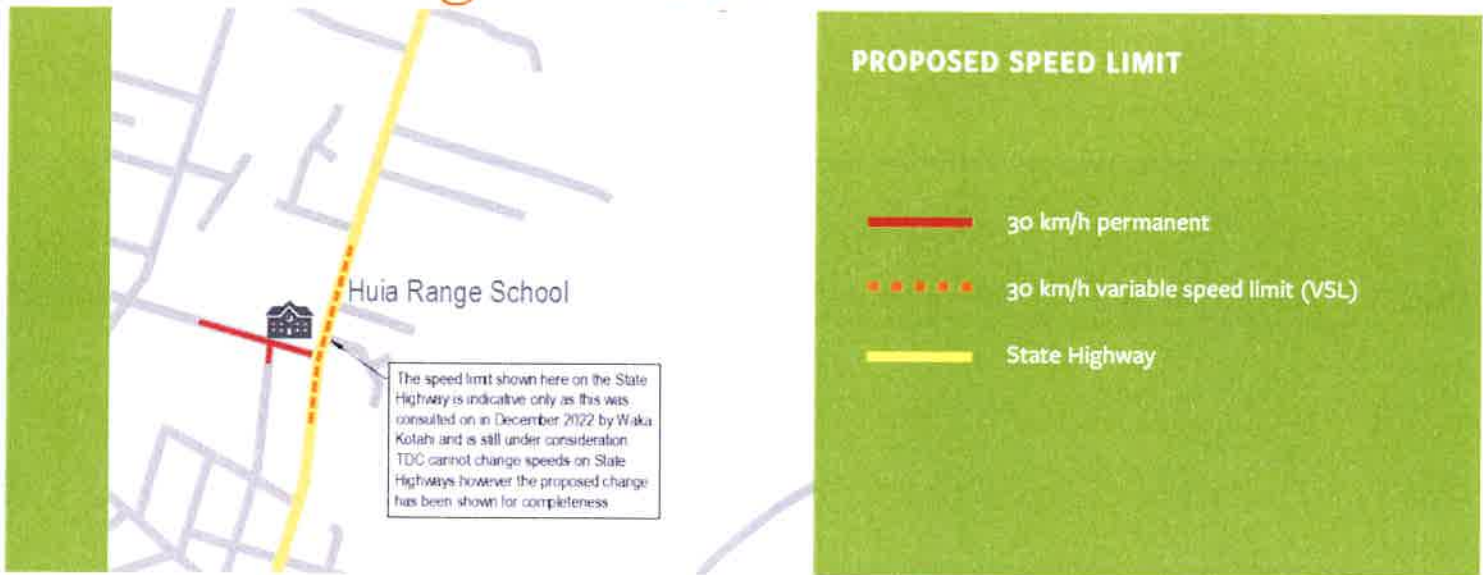 PROPOSED SPEED LIMIT
30 km/h permanent
30 km/h variable speed limit (VSL)
State Highway
Huia Range School
The speed limit shown here on the State
Highway is indicative only as this was
consulted on in December 2022 by Waka
Kotahi and is still under consideration
TDC cannot change speeds on State
Highways however the proposed change
has been shown for completeness